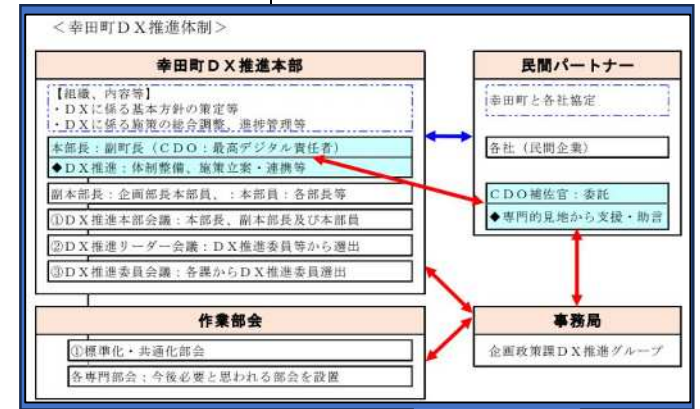 ＜幸田町ＤＸ推進体制＞
幸田町ＤＸ推進本部
【組織、内容等】
・ＤＸに係る基本方針の策定等
・ＤＸに係る施策の総合調整、進捗管理等
本部長：副町長（ＣＤＯ：最高デジタル責任者）
◆ＤＸ推進：体制整備、施策立案・連携等
副本部長：企画部長本部員、：本部員：各部長等
①ＤＸ推進本部会議：本部長、副本部長及び本部員
②ＤＸ推進リーダー会議：ＤＸ推進委員等から選出
③ＤＸ推進委員会議：各課からＤＸ推進委員選出
民間パートナー
幸田町と各社協定
各社（民間企業）
ＣＤＯ補佐官：委託
◆専門的見地から支援・助言
作業部会
①標準化・共通化部会
各専門部会：今後必要と思われる部会を設置
事務局
企画政策課ＤＸ推進グループ